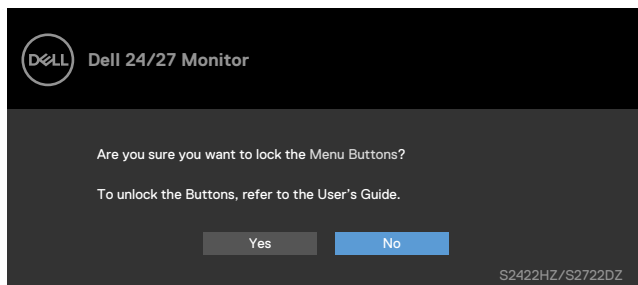 DELL
Dell 24/27 Monitor
Are you sure you want to lock the Menu Buttons?
To unlock the Buttons, refer to the User’s Guide.
Yes
No
S2422HZ/S2722DZ